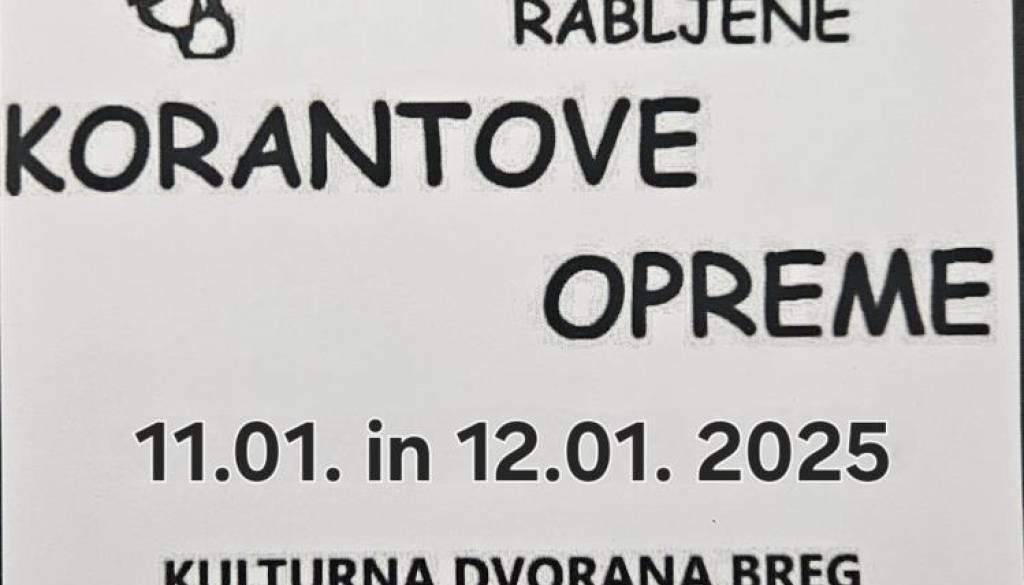 RABLJENE
KORANTOVE
OPREME
11.01. in 12.01. 2025
KULTURNA DVORANA BREG